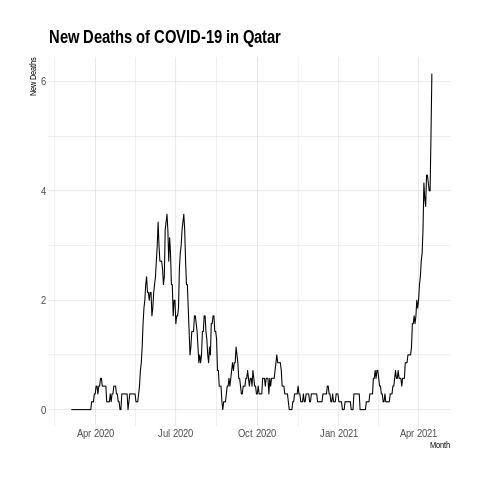 New Deaths of COVID-19 in Qatar
New Deaths
6
4
2
0
Apr 2020 Jul 2020 Oct 2020 Jan 2021 Apr 2021
Month